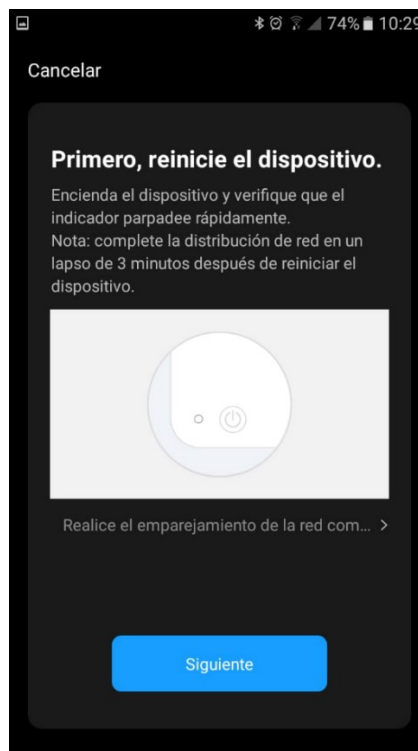 74% 10:29
Cancelar
Primero, reinicie el dispositivo.
Encienda el dispositivo y verifique que el
indicador parpadee rápidamente.
Nota: complete la distribución de red en un
lapso de 3 minutos después de reiniciar el
dispositivo.
Realice el emparejamiento de la red com...
Siguiente